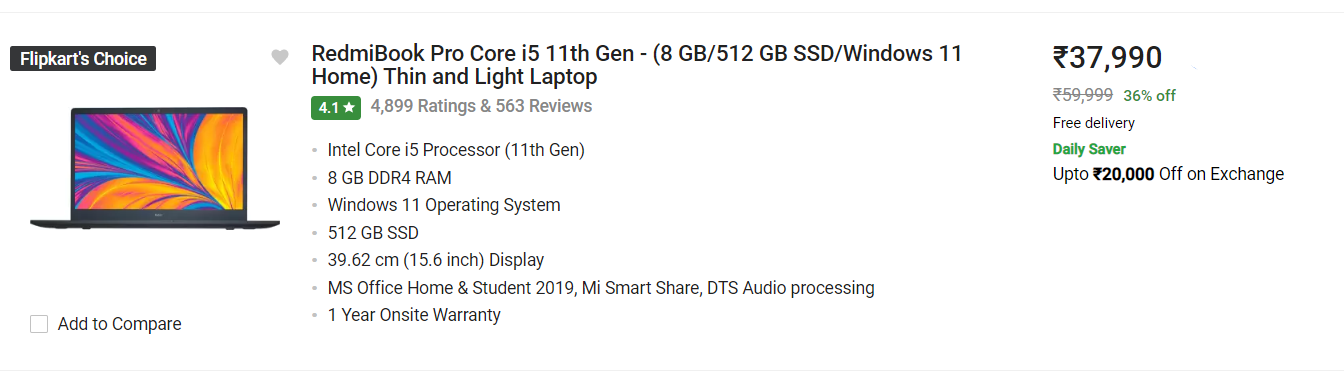 Flipkart's Choice
RedmiBook Pro Core i5 11th Gen - (8 GB/512 GB SSD/Windows 11
Home) Thin and Light Laptop
4.1★ 4,899 Ratings & 563 Reviews
• Intel Core i5 Processor (11th Gen)
• 8 GB DDR4 RAM
• Windows 11 Operating System
• 512 GB SSD
• 39.62 cm (15.6 inch) Display
• MS Office Home & Student 2019, Mi Smart Share, DTS Audio processing
• 1 Year Onsite Warranty
Add to Compare
₹37,990
₹59,999 36% off
Free delivery
Daily Saver
Upto ₹20,000 Off on Exchange